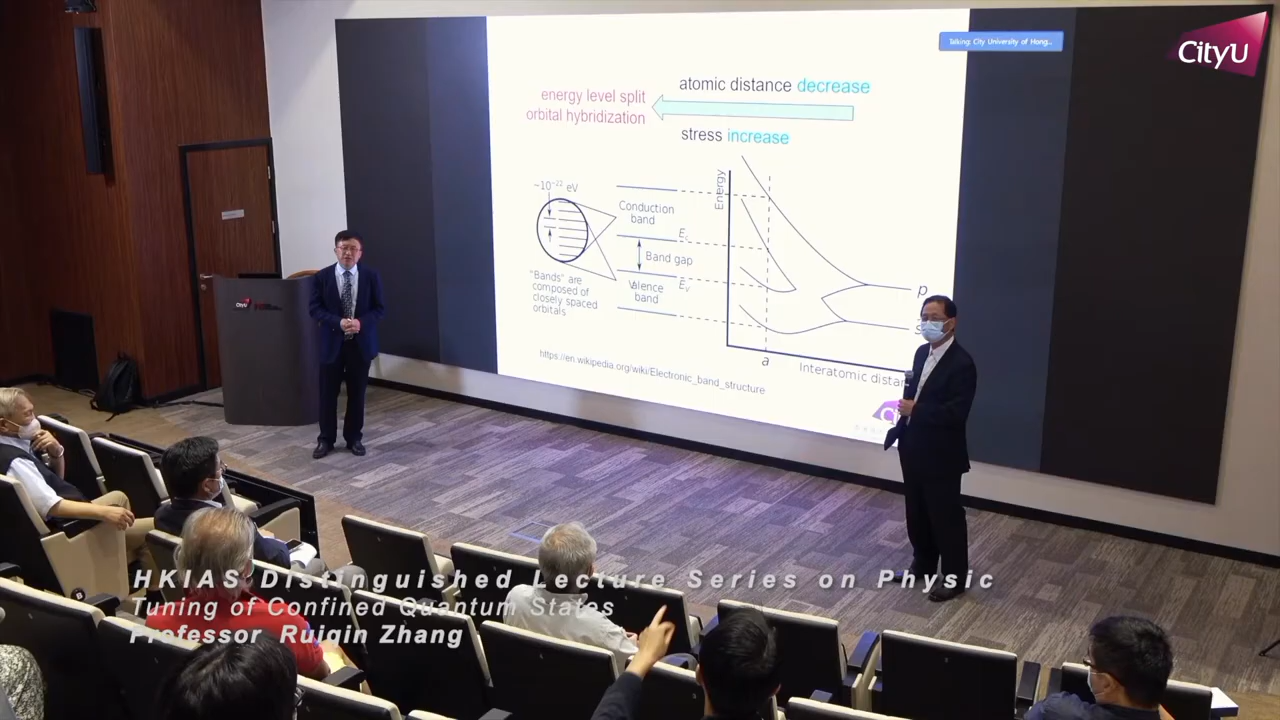 Talking: City University of Hong...
CityU
atomic distance decrease
energy level split
orbital hybridization
stress increase
~10⁻²² eV
Conduction
band
Energy
E
Band gap
Eᵥ
Valence
band
"Bands" are
composed of
closely spaced
orbitals
p
a
Interatomic dista
https://en.wikipedia.org/wiki/Electronic_band_structure
CityU
HKIAS Distinguished Lecture Series on Physic
Tuning of Confined Quantum States
Professor Ruiqin Zhang